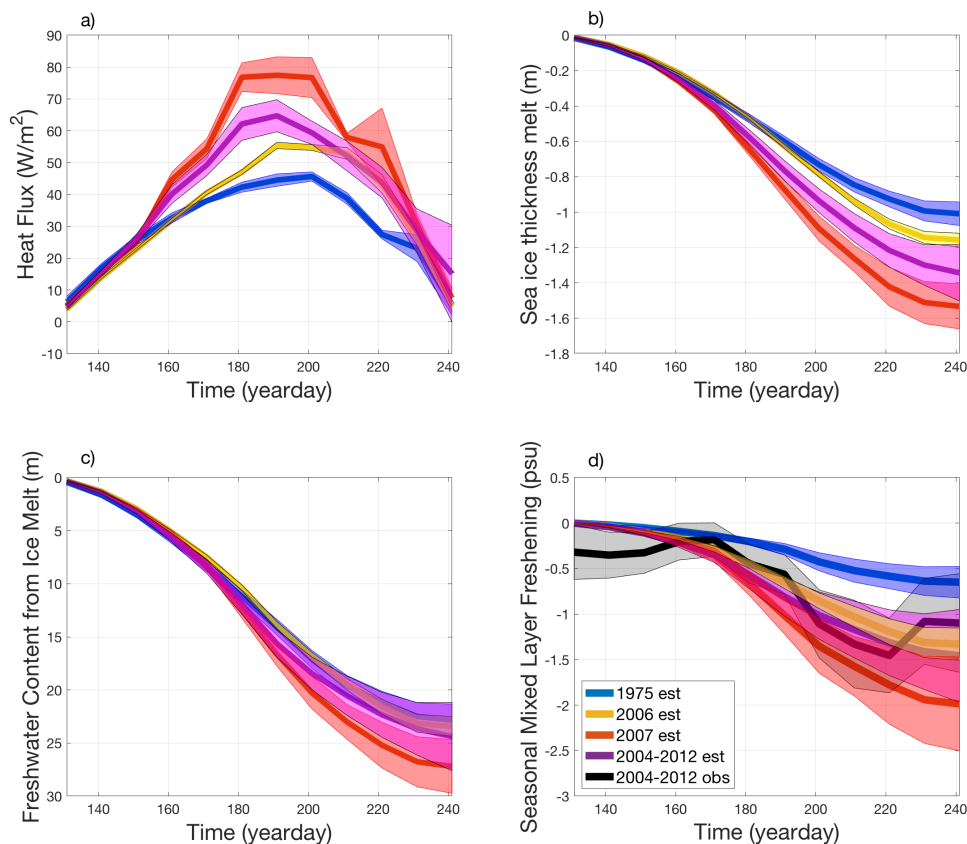 a)
90
80
70
60
50
40
30
20
10
0
-10
Heat Flux (W/m²)
140 160 180 200 220 240
Time (yearday)
b)
0
-0.2
-0.4
-0.6
-0.8
-1
-1.2
-1.4
-1.6
-1.8
Sea ice thickness melt (m)
140 160 180 200 220 240
Time (yearday)
c)
0
5
10
15
20
25
30
Freshwater Content from Ice Melt (m)
140 160 180 200 220 240
Time (yearday)
d)
0.5
0
-0.5
-1
-1.5
-2
-2.5
-3
Seasonal Mixed Layer Freshening (psu)
1975 est
2006 est
2007 est
2004-2012 est
2004-2012 obs
140 160 180 200 220 240
Time (yearday)